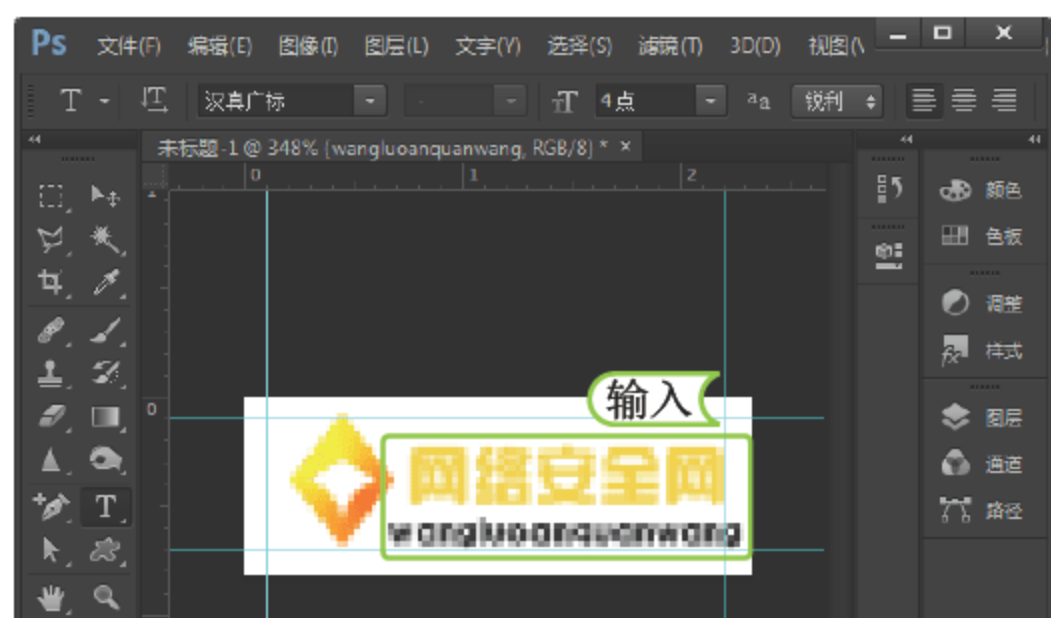 Ps 文件(F) 编辑(E) 图像(I) 图层(L) 文字(Y) 选择(S) 滤镜(T) 3D(D) 视图(V
T 汉真广标 4点 aa 锐利
未标题-1 @ 348% (wangluoanquanwang, RGB/8) * ×
0 1 2
颜色
色板
调整
样式
0
输入
图层
网络安全网
通道
wangluoanquanwang
路径